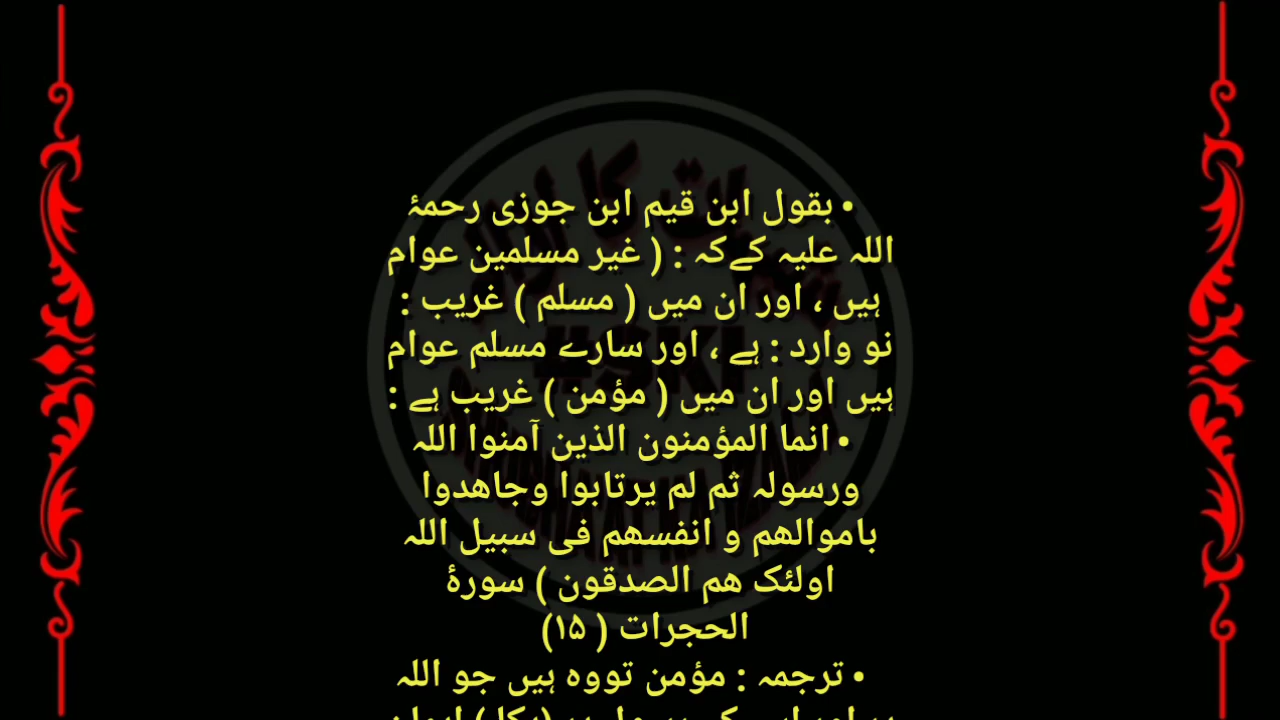 • بقول ابن قیم ابن جوزی رحمۂ
اللہ علیہ کےکہ : ( غیر مسلمین عوام
ہیں ، اور ان میں ( مسلم ) غریب :
نو وارد : ہے ، اور سارے مسلم عوام
ہیں اور ان میں ( مؤمن ) غریب ہے :
• انما المؤمنون الذین آمنوا اللہ
ورسولہ ثم لم یرتابوا وجاھدوا
باموالھم و انفسھم فی سبیل اللہ
اولئک ھم الصدقون ) سورۂ
الحجرات ( ۱۵)
• ترجمہ : مؤمن تووہ ہیں جو اللہ